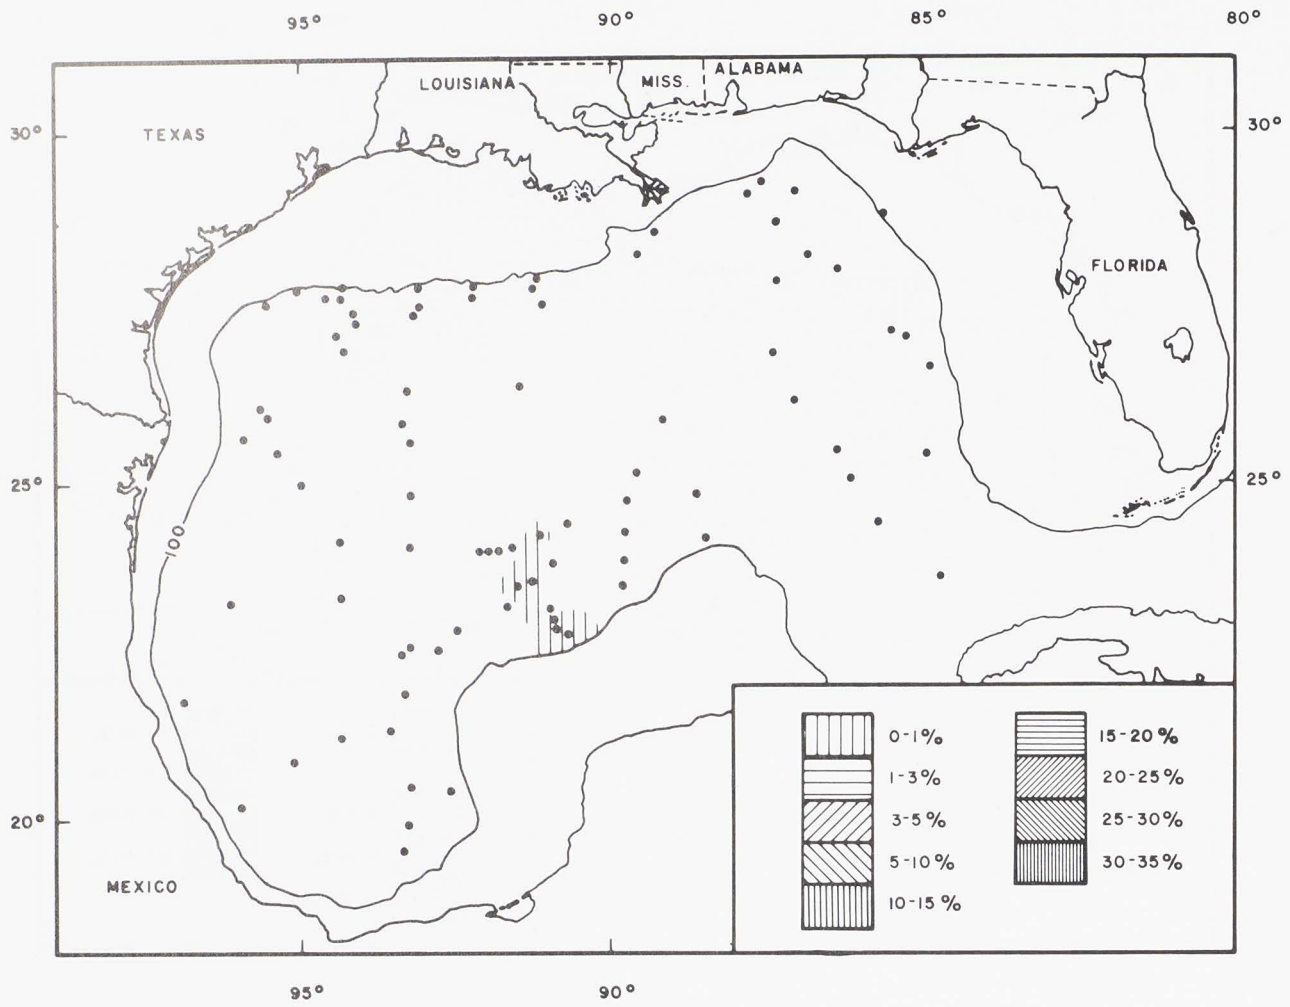 95° 90° 85° 80°
LOUISIANA MISS. ALABAMA
30° TEXAS 30°
FLORIDA
25° 25°
100
0-1% 15-20%
1-3% 20-25%
3-5% 25-30%
5-10% 30-35%
10-15%
20°
MEXICO
95° 90°